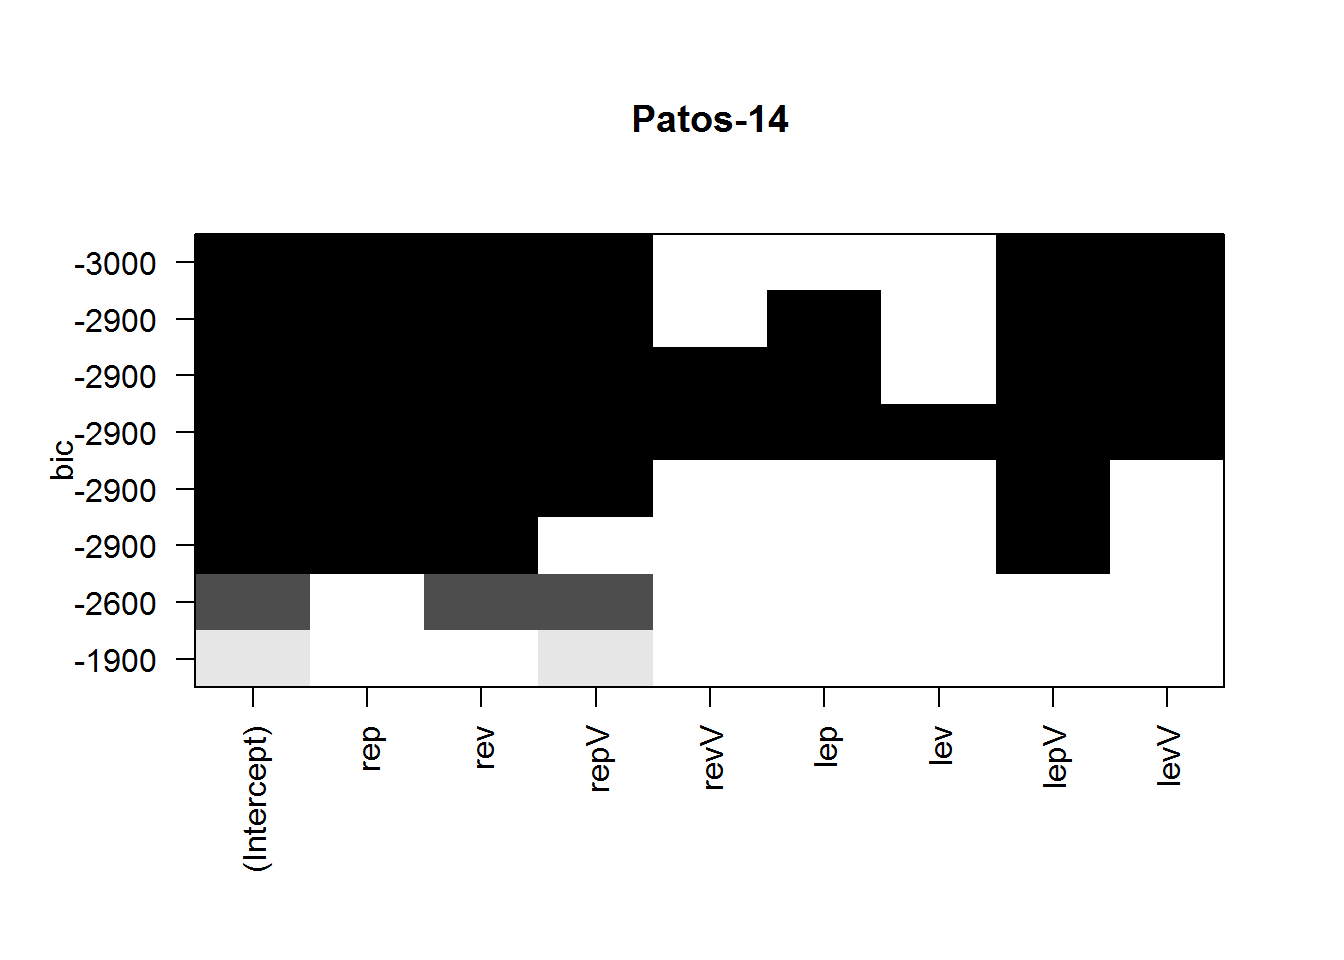 Patos-14
bic
-3000
-2900
-2900
-2900
-2900
-2900
-2600
-1900
(Intercept)
rep
rev
repV
revV
lep
lev
lepV
levV